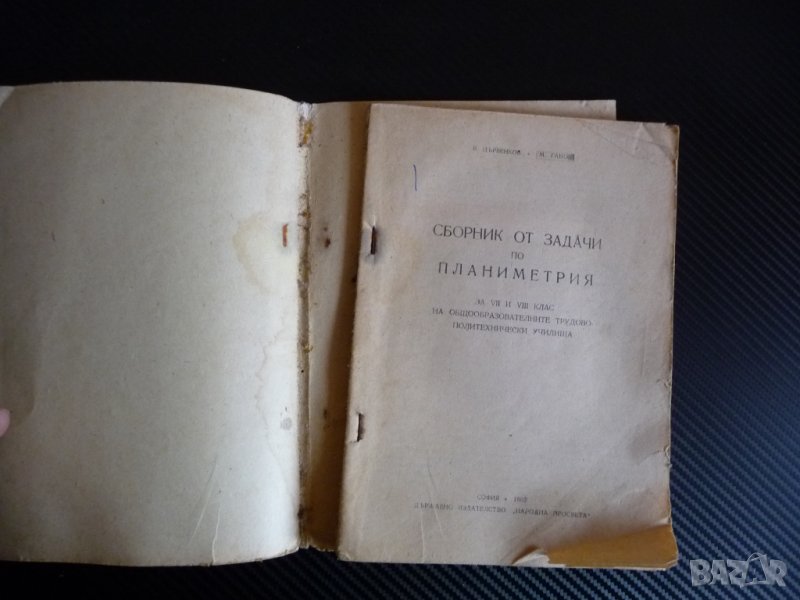 СБОРНИК ОТ ЗАДАЧИ
ПО
ПЛАНИМЕТРИЯ
ЗА VII И VIII КЛАС
НА ОБЩООБРАЗОВАТЕЛНИТЕ ТРУДОВО-
ПОЛИТЕХНИЧЕСКИ УЧИЛИЩА
СОФИЯ •
ДЪРЖАВНО ИЗДАТЕЛСТВО „НАРОДНА ПРОСВЕТА"
BAZAR